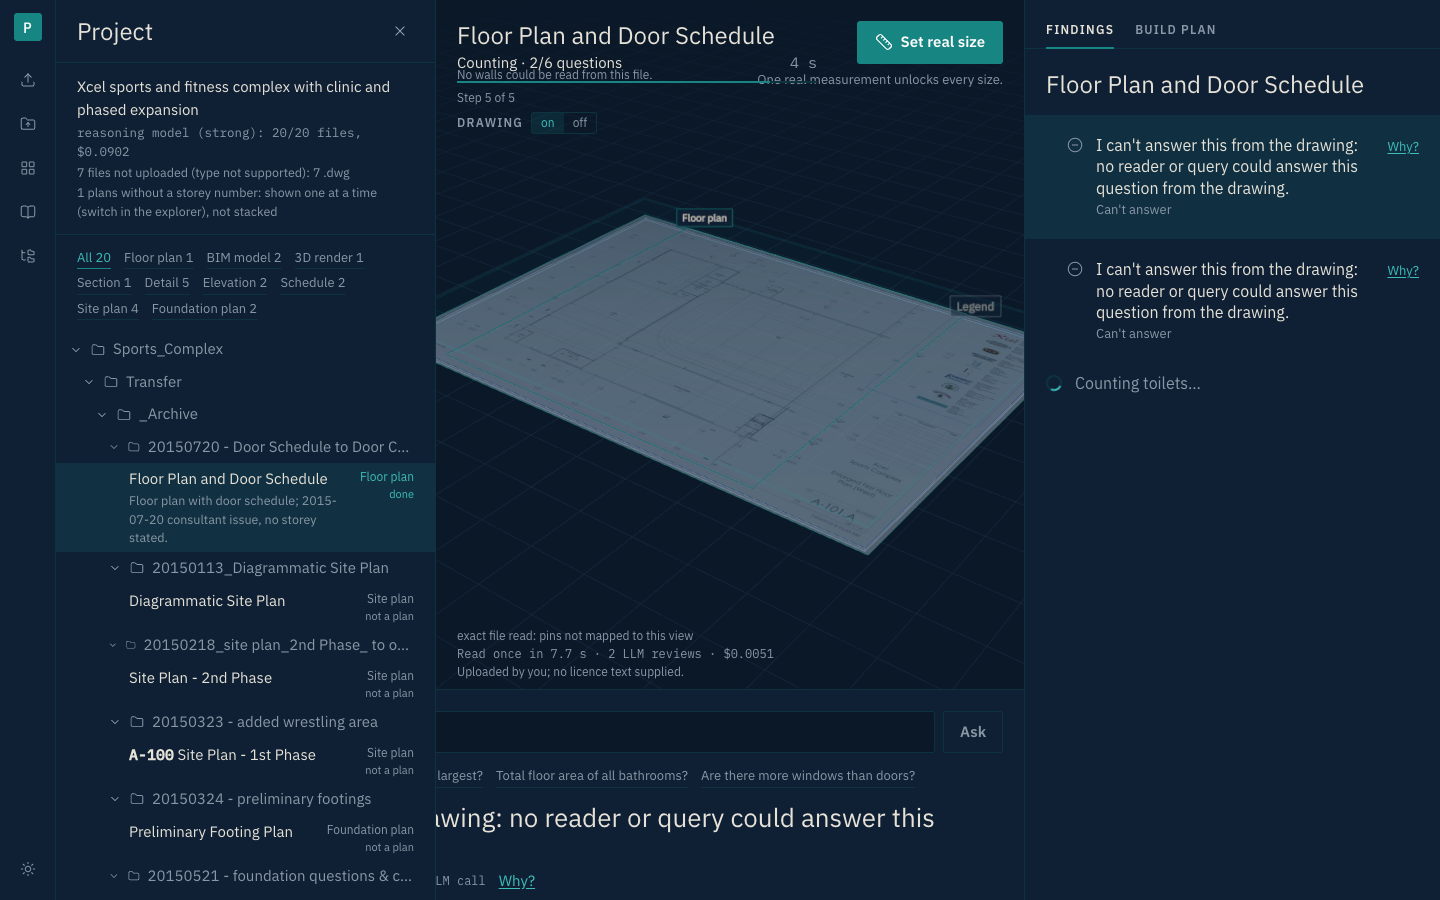 P
Project
Xcel sports and fitness complex with clinic and
phased expansion
reasoning model (strong): 20/20 files,
$0.0902
7 files not uploaded (type not supported): 7 .dwg
1 plans without a storey number: shown one at a time
(switch in the explorer), not stacked
All 20 Floor plan 1 BIM model 2 3D render 1
Section 1 Detail 5 Elevation 2 Schedule 2
Site plan 4 Foundation plan 2
Sports_Complex
Transfer
_Archive
20150720 - Door Schedule to Door C...
Floor Plan and Door Schedule Floor plan
done
Floor plan with door schedule; 2015-
07-20 consultant issue, no storey
stated.
20150113_Diagrammatic Site Plan
Diagrammatic Site Plan Site plan
not a plan
20150218_site plan_2nd Phase_ to o...
Site Plan - 2nd Phase Site plan
not a plan
20150323 - added wrestling area
A-100 Site Plan - 1st Phase Site plan
not a plan
20150324 - preliminary footings
Preliminary Footing Plan Foundation plan
not a plan
20150521 - foundation questions & c...
Floor Plan and Door Schedule
Set real size
Counting · 2/6 questions 4 s
No walls could be read from this file.
One real measurement unlocks every size.
Step 5 of 5
DRAWING on off
Floor plan
Legend
A-101.A
exact file read: pins not mapped to this view
Read once in 7.7 s · 2 LLM reviews · $0.0051
Uploaded by you; no licence text supplied.
Ask
largest? Total floor area of all bathrooms? Are there more windows than doors?
awing: no reader or query could answer this
LM call Why?
FINDINGS BUILD PLAN
Floor Plan and Door Schedule
I can't answer this from the drawing: Why?
no reader or query could answer this
question from the drawing.
Can't answer
I can't answer this from the drawing: Why?
no reader or query could answer this
question from the drawing.
Can't answer
Counting toilets...